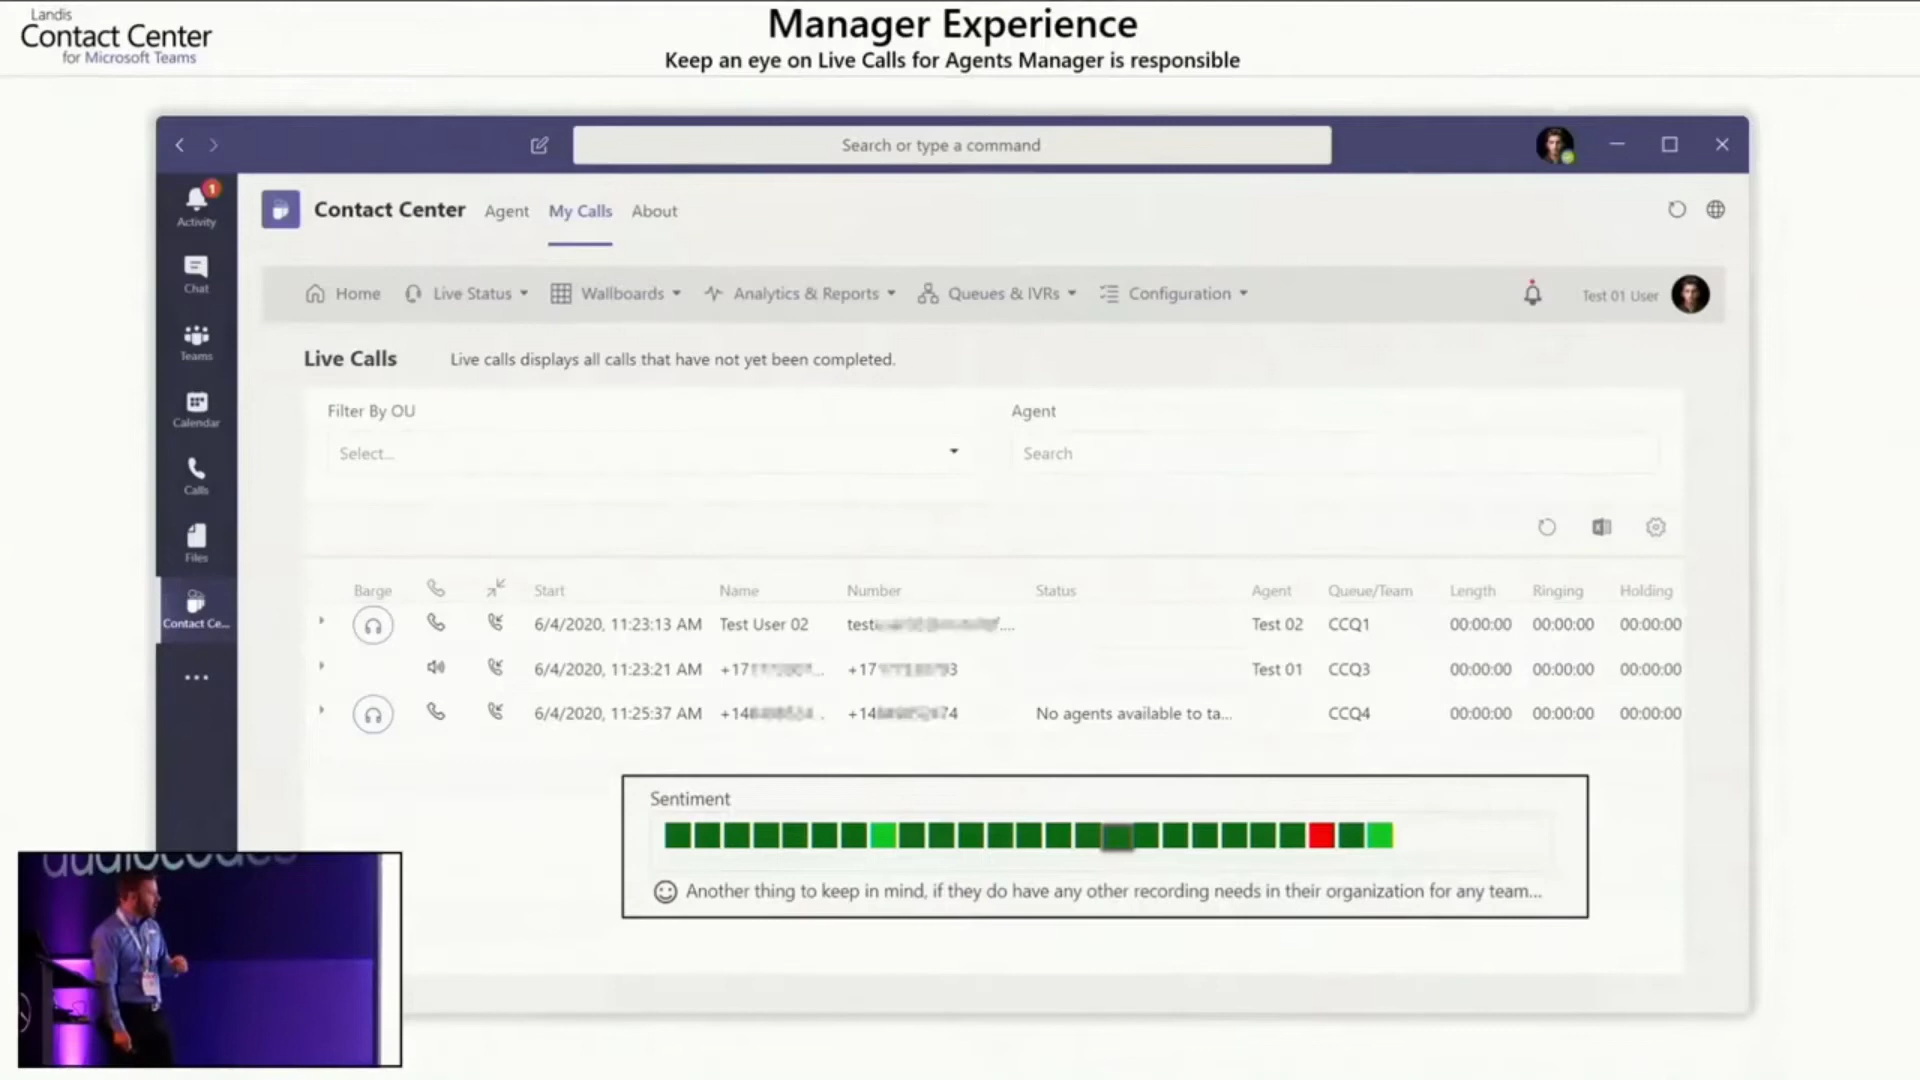 Landis
Contact Center
for Microsoft Teams
Manager Experience
Keep an eye on Live Calls for Agents Manager is responsible
Search or type a command
1
Activity
Chat
Teams
Calendar
Calls
Files
Contact Ce...
Contact Center Agent My Calls About
Home Live Status Wallboards Analytics & Reports Queues & IVRs Configuration Test 01 User
Live Calls Live calls displays all calls that have not yet been completed.
Filter By OU Agent
Select... Search
Barge Start Name Number Status Agent Queue/Team Length Ringing Holding
6/4/2020, 11:23:13 AM Test User 02 Test 02 CCQ1 00:00:00 00:00:00 00:00:00
6/4/2020, 11:23:21 AM Test 01 CCQ3 00:00:00 00:00:00 00:00:00
6/4/2020, 11:25:37 AM No agents available to ta... CCQ4 00:00:00 00:00:00 00:00:00
Sentiment
Another thing to keep in mind, if they do have any other recording needs in their organization for any team...
audiocodes